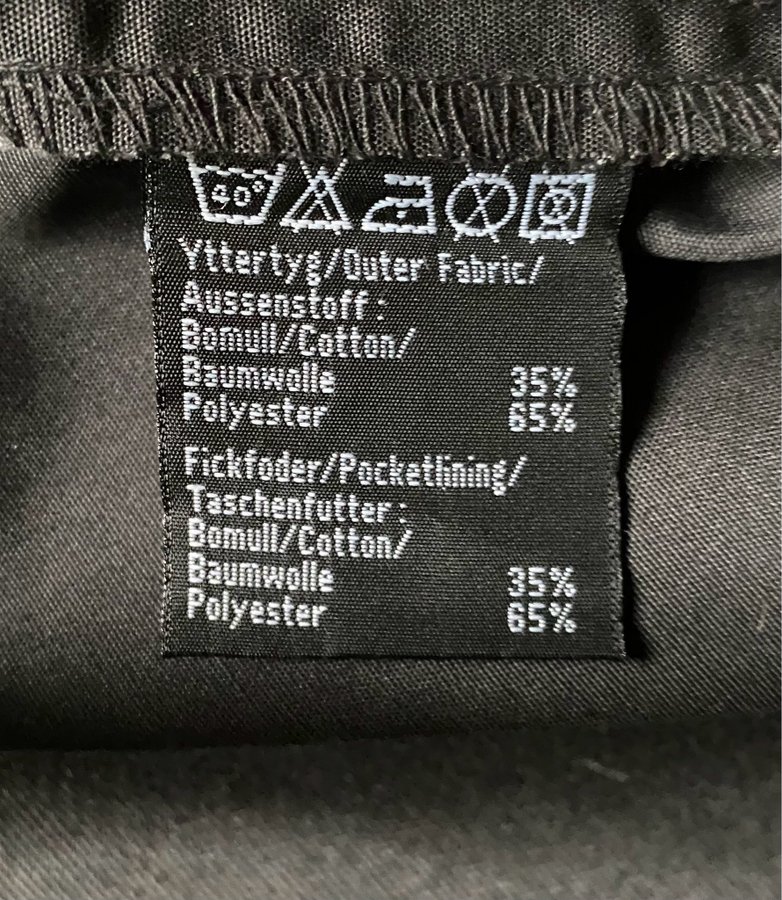 40°
Yttertyg/Outer Fabric/
Aussenstoff:
Bomull/Cotton/
Baumwolle 35%
Polyester 65%
Fickfoder/Pocketlining/
Taschenfutter:
Bomull/Cotton/
Baumwolle 35%
Polyester 65%